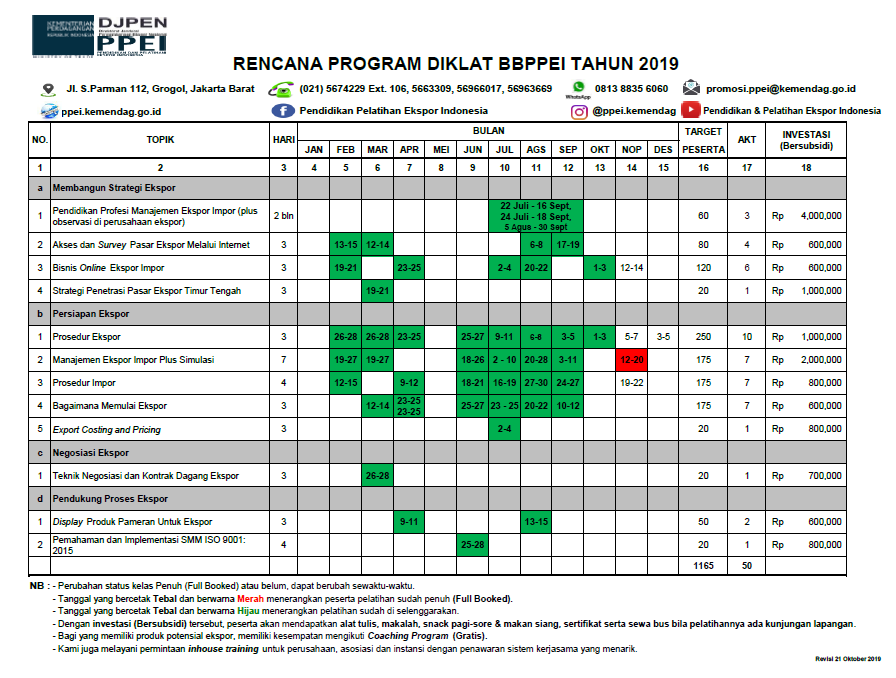 KEMENTERIAN
PERDAGANGAN
REPUBLIK INDONESIA
MINISTRY OF TRADE
DJPEN
PPEI
RENCANA PROGRAM DIKLAT BBPPEI TAHUN 2019
Jl. S.Parman 112, Grogol, Jakarta Barat (021) 5674229 Ext. 106, 5663309, 56966017, 56963669 WhatsApp 0813 8835 6060 promosi.ppei@kemendag.go.id
ppei.kemendag.go.id Pendidikan Pelatihan Ekspor Indonesia @ppei.kemendag Pendidikan & Pelatihan Ekspor Indonesia
NO. TOPIK HARI BULAN TARGET PESERTA AKT INVESTASI (Bersubsidi)
JAN FEB MAR APR MEI JUN JUL AGS SEP OKT NOP DES
1 2 3 4 5 6 7 8 9 10 11 12 13 14 15 16 17 18
a Membangun Strategi Ekspor
1 Pendidikan Profesi Manajemen Ekspor Impor (plus observasi di perusahaan ekspor) 2 bln 22 Juli - 16 Sept, 24 Juli - 18 Sept, 5 Agus - 30 Sept 60 3 Rp 4,000,000
2 Akses dan Survey Pasar Ekspor Melalui Internet 3 13-15 12-14 6-8 17-19 80 4 Rp 600,000
3 Bisnis Online Ekspor Impor 3 19-21 23-25 2-4 20-22 1-3 12-14 120 6 Rp 600,000
4 Strategi Penetrasi Pasar Ekspor Timur Tengah 3 19-21 20 1 Rp 1,000,000
b Persiapan Ekspor
1 Prosedur Ekspor 3 26-28 26-28 23-25 25-27 9-11 6-8 3-5 1-3 5-7 3-5 250 10 Rp 1,000,000
2 Manajemen Ekspor Impor Plus Simulasi 7 19-27 19-27 18-26 2 - 10 20-28 3-11 12-20 175 7 Rp 2,000,000
3 Prosedur Impor 4 12-15 9-12 18-21 16-19 27-30 24-27 19-22 175 7 Rp 800,000
4 Bagaimana Memulai Ekspor 3 12-14 23-25 23-25 25-27 23 - 25 20-22 10-12 175 7 Rp 600,000
5 Export Costing and Pricing 3 2-4 20 1 Rp 800,000
c Negosiasi Ekspor
1 Teknik Negosiasi dan Kontrak Dagang Ekspor 3 26-28 20 1 Rp 700,000
d Pendukung Proses Ekspor
1 Display Produk Pameran Untuk Ekspor 3 9-11 13-15 50 2 Rp 600,000
2 Pemahaman dan Implementasi SMM ISO 9001: 2015 4 25-28 20 1 Rp 800,000
1165 50
NB : - Perubahan status kelas Penuh (Full Booked) atau belum, dapat berubah sewaktu-waktu.
- Tanggal yang bercetak Tebal dan berwarna Merah menerangkan peserta pelatihan sudah penuh (Full Booked).
- Tanggal yang bercetak Tebal dan berwarna Hijau menerangkan pelatihan sudah di selenggarakan.
- Dengan investasi (Bersubsidi) tersebut, peserta akan mendapatkan alat tulis, makalah, snack pagi-sore & makan siang, sertifikat serta sewa bus bila pelatihannya ada kunjungan lapangan.
- Bagi yang memiliki produk potensial ekspor, memiliki kesempatan mengikuti Coaching Program (Gratis).
- Kami juga melayani permintaan inhouse training untuk perusahaan, asosiasi dan instansi dengan penawaran sistem kerjasama yang menarik.
Revisi 21 Oktober 2019